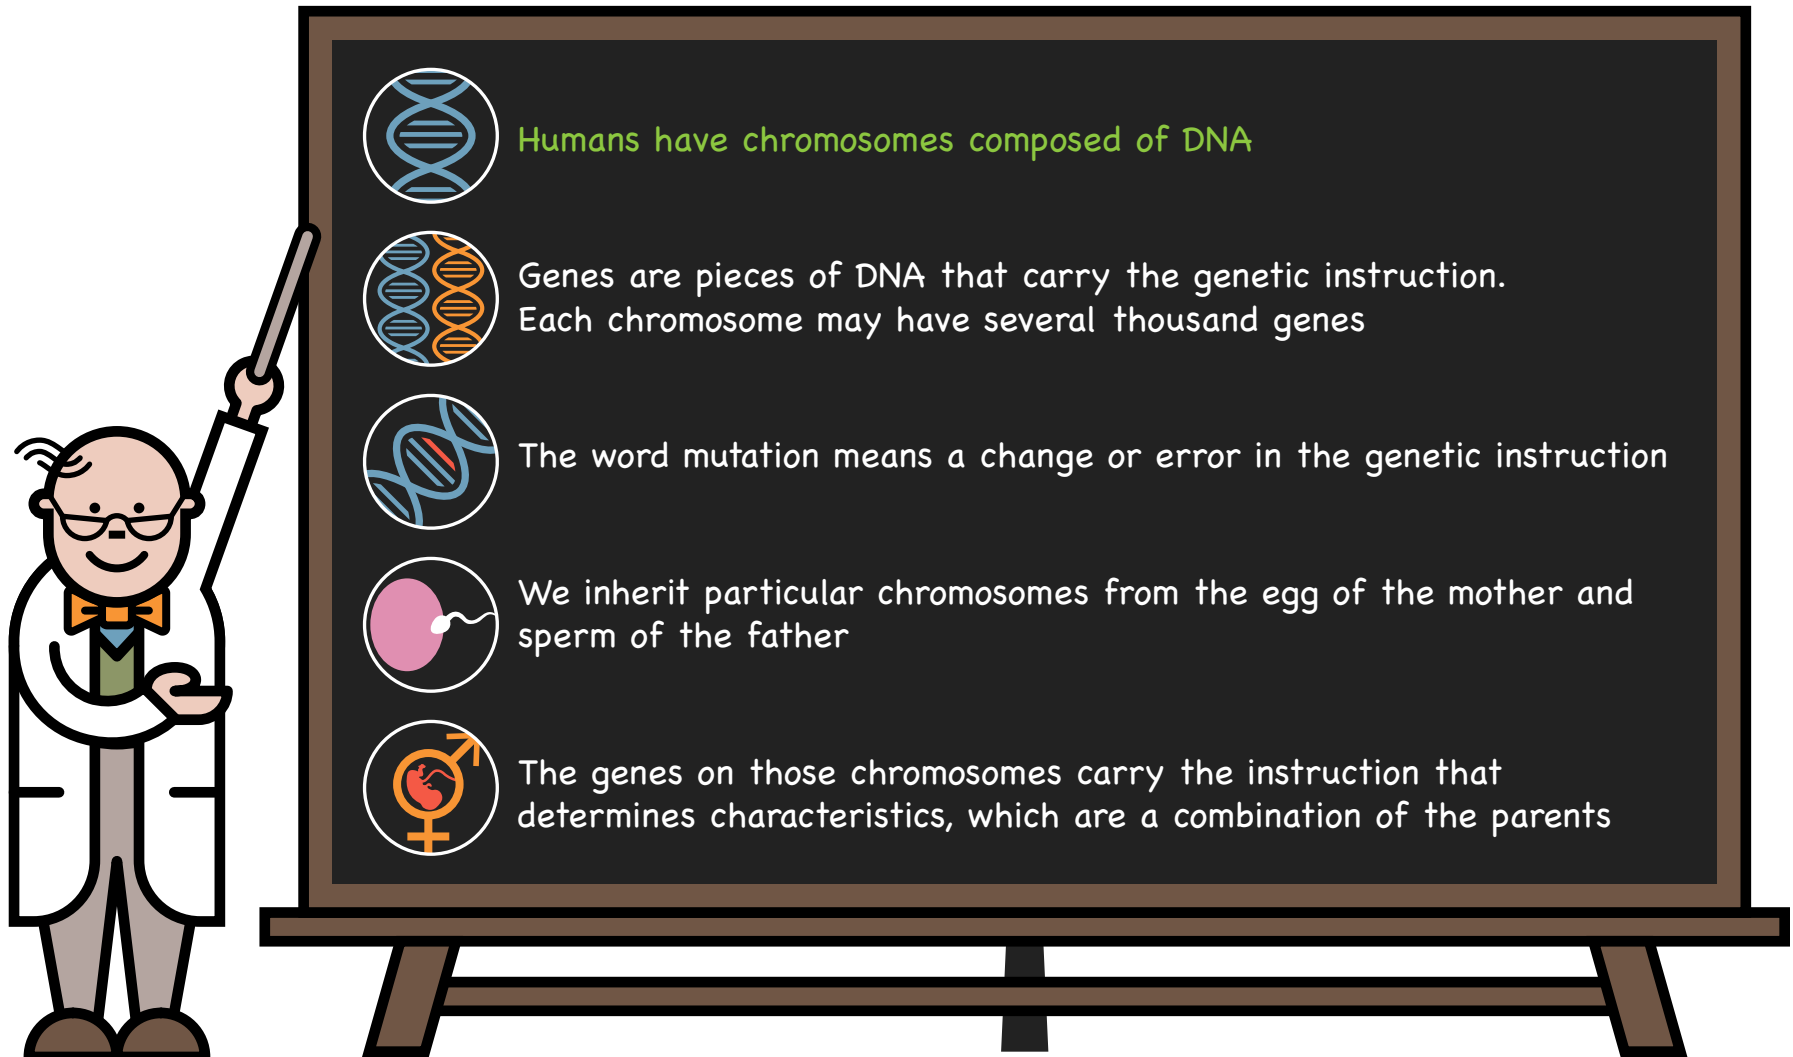 Humans have chromosomes composed of DNA
Genes are pieces of DNA that carry the genetic instruction.
Each chromosome may have several thousand genes
The word mutation means a change or error in the genetic instruction
We inherit particular chromosomes from the egg of the mother and
sperm of the father
The genes on those chromosomes carry the instruction that
determines characteristics, which are a combination of the parents